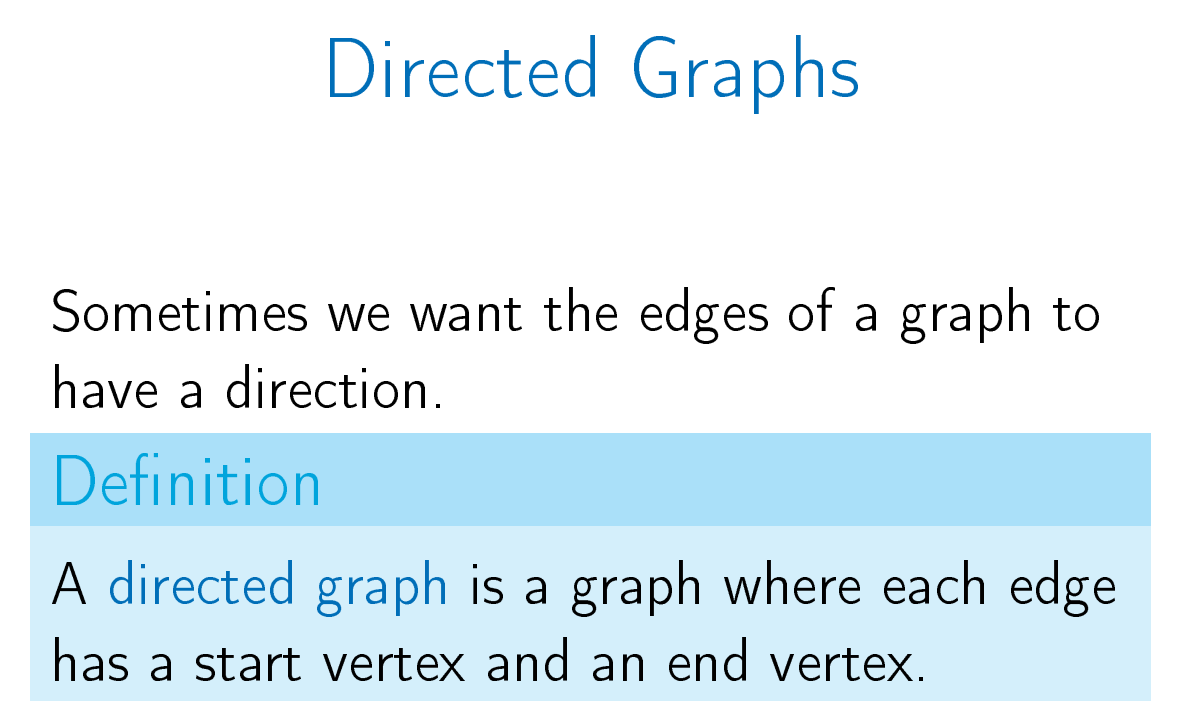 Directed Graphs
Sometimes we want the edges of a graph to
have a direction.
Definition
A directed graph is a graph where each edge
has a start vertex and an end vertex.